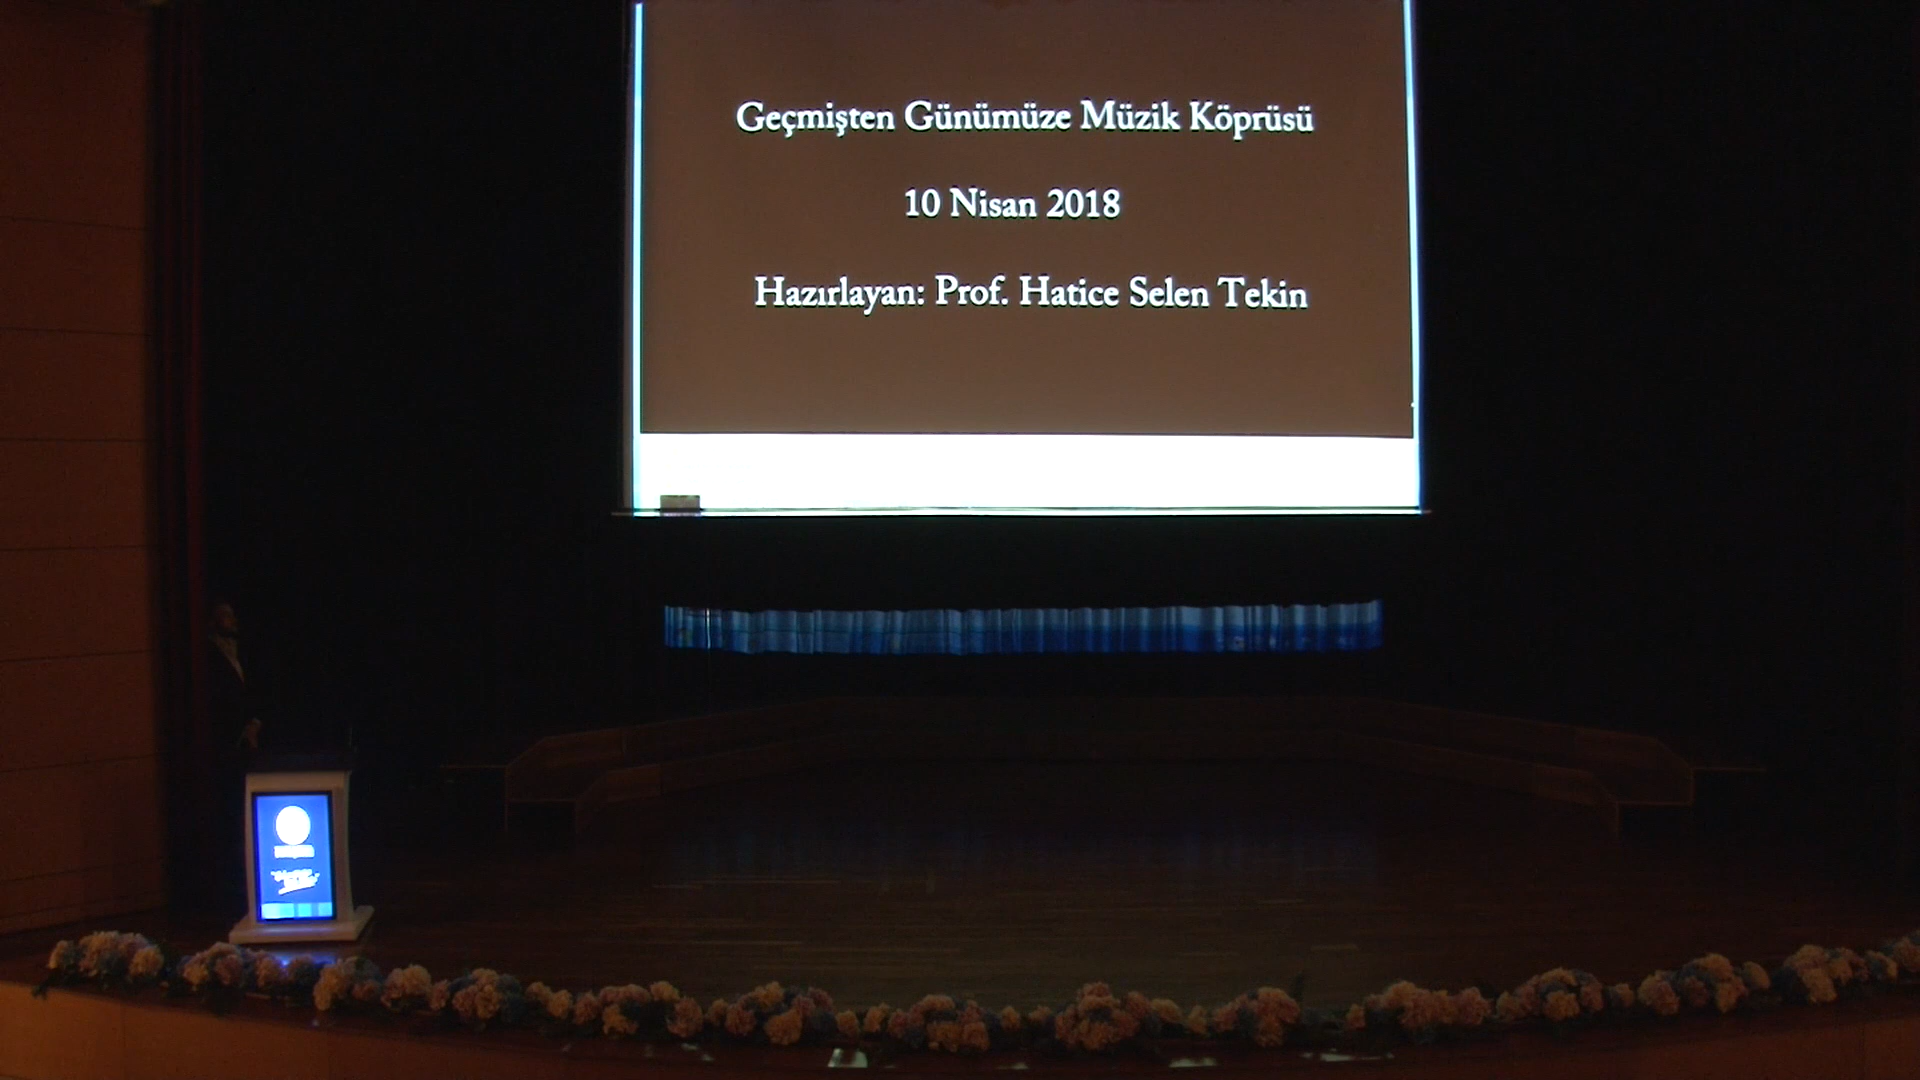 Geçmişten Günümüze Müzik Köprüsü
10 Nisan 2018
Hazırlayan: Prof. Hatice Selen Tekin